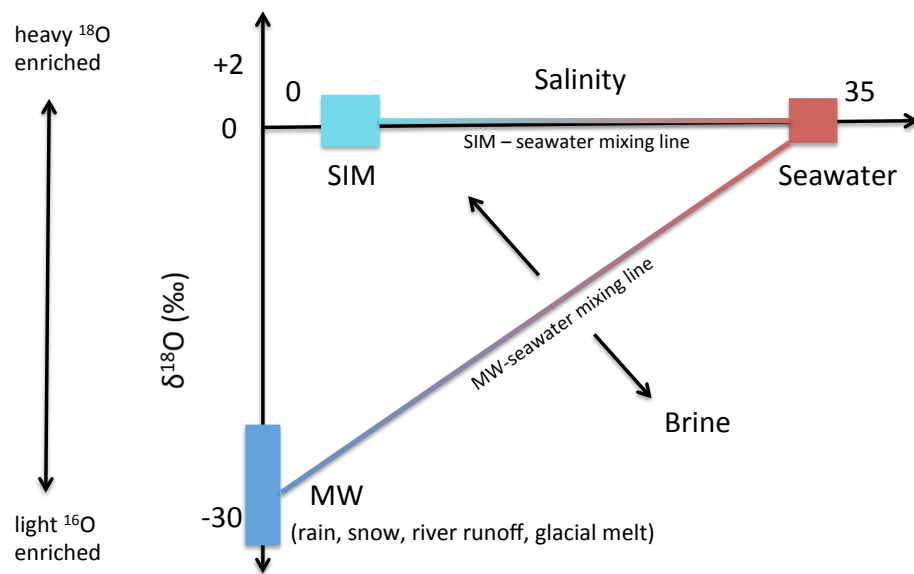 heavy ¹⁸O
enriched
+2
0
Salinity
35
0
SIM – seawater mixing line
SIM
Seawater
δ¹⁸O (‰)
MW-seawater mixing line
Brine
MW
-30
(rain, snow, river runoff, glacial melt)
light ¹⁶O
enriched